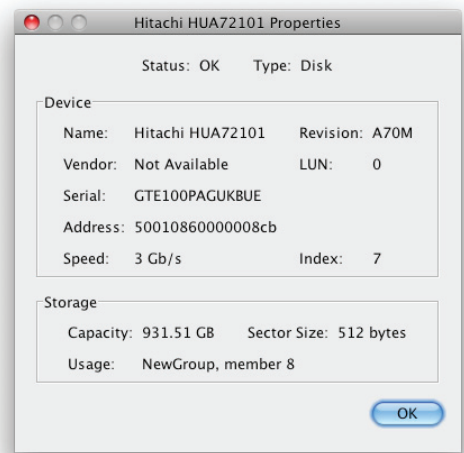 Hitachi HUA72101 Properties
Status: OK Type: Disk
Device
Name: Hitachi HUA72101 Revision: A70M
Vendor: Not Available LUN: 0
Serial: GTE100PAGUKBUE
Address: 50010860000008cb
Speed: 3 Gb/s Index: 7
Storage
Capacity: 931.51 GB Sector Size: 512 bytes
Usage: NewGroup, member 8
OK